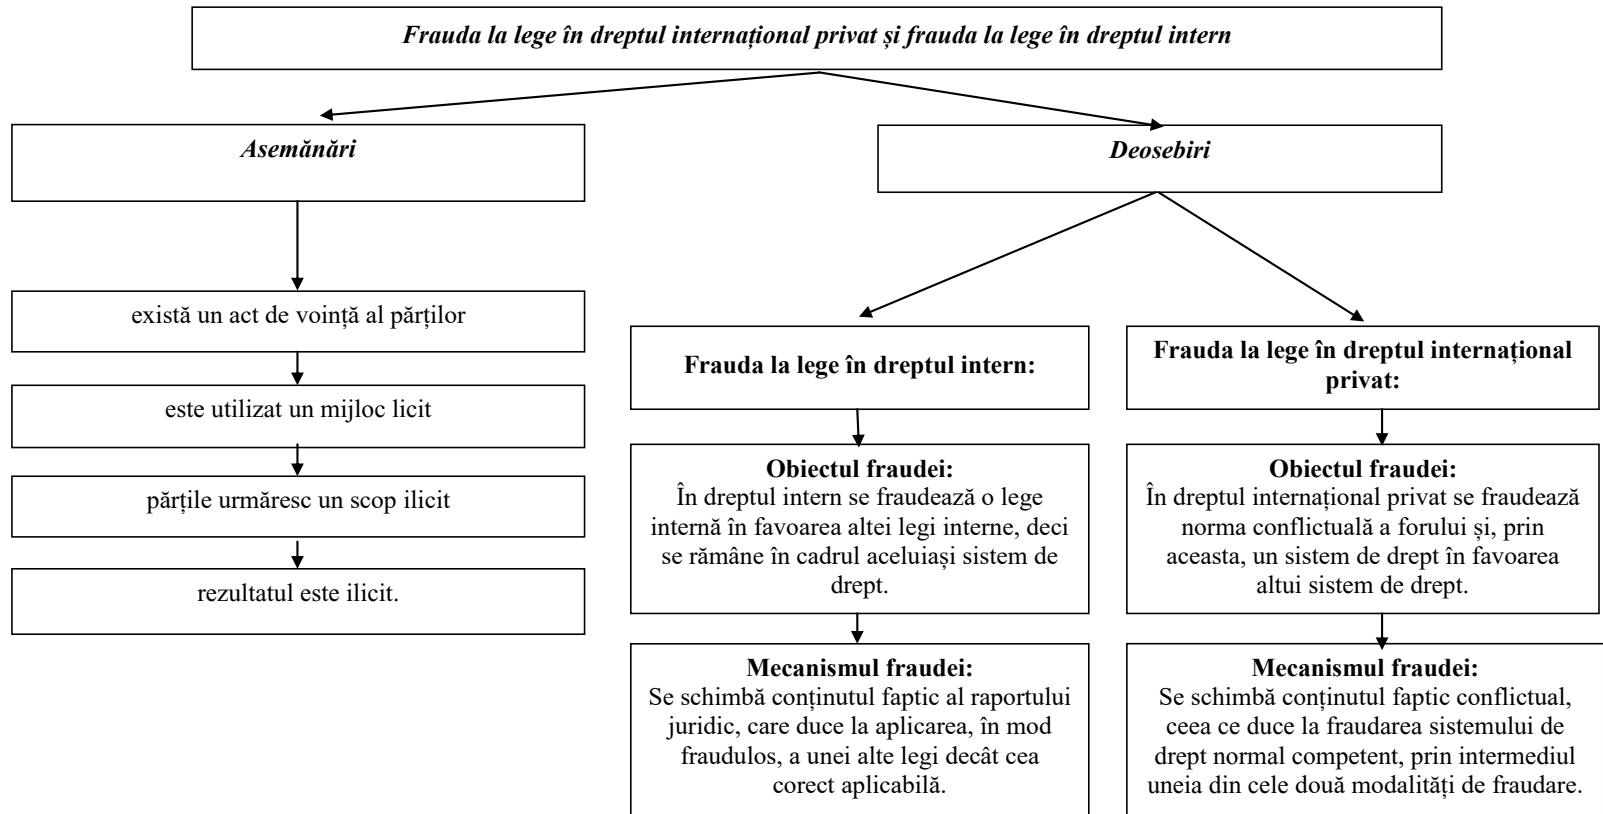 Frauda la lege în dreptul internațional privat și frauda la lege în dreptul intern
Asemănări
existã un act de voință al părților
este utilizat un mijloc licit
părțile urmăresc un scop ilicit
rezultatul este ilicit.
Deosebiri
Frauda la lege în dreptul intern:
Obiectul fraudei:
În dreptul intern se fraudează o lege
internă în favoarea altei legi interne, deci
se rămâne în cadrul aceluiași sistem de
drept.
Mecanismul fraudei:
Se schimbă conținutul faptic al raportului
juridic, care duce la aplicarea, în mod
fraudulos, a unei alte legi decât cea
corect aplicabilă.
Frauda la lege în dreptul internațional
privat:
Obiectul fraudei:
În dreptul internațional privat se fraudează
norma conflictuală a forului și, prin
aceasta, un sistem de drept în favoarea
altui sistem de drept.
Mecanismul fraudei:
Se schimbă conținutul faptic conflictual,
ceea ce duce la fraudarea sistemului de
drept normal competent, prin intermediul
uneia din cele două modalități de fraudare.